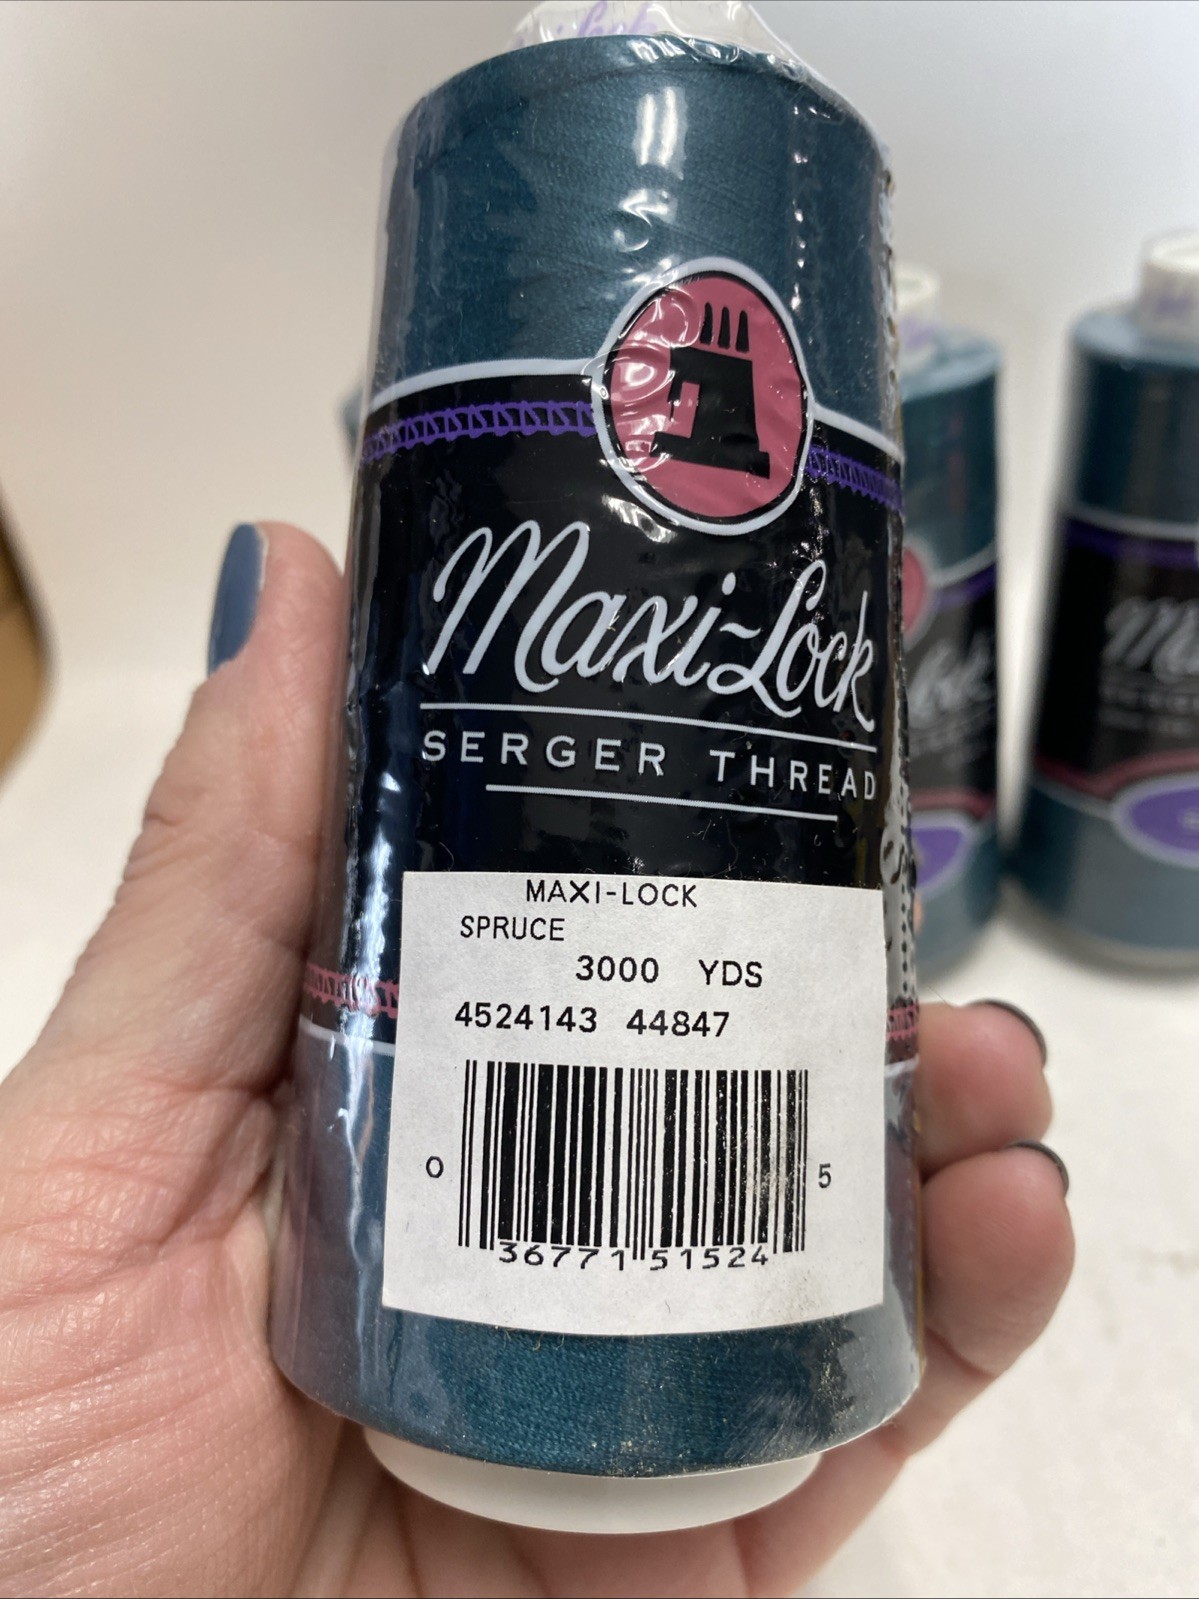 Maxi-Lock
SERGER THREAD
MAXI-LOCK
SPRUCE
3000 YDS
4524143 44847
0 36771 51524 5